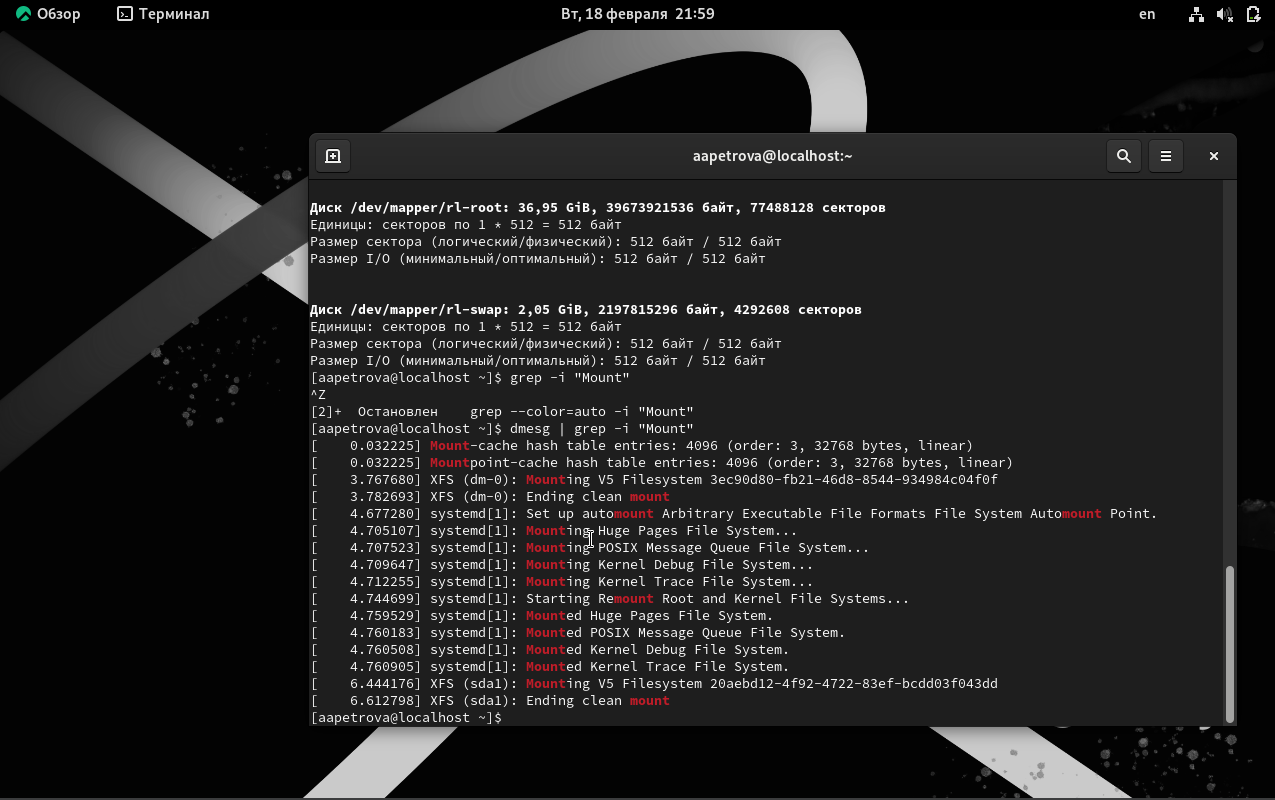 Обзор
Терминал
Вт, 18 февраля 21:59
en
aapetrova@localhost:~
Диск /dev/mapper/rl-root: 36,95 GiB, 39673921536 байт, 77488128 секторов
Единицы: секторов по 1 * 512 = 512 байт
Размер сектора (логический/физический): 512 байт / 512 байт
Размер I/O (минимальный/оптимальный): 512 байт / 512 байт
Диск /dev/mapper/rl-swap: 2,05 GiB, 2197815296 байт, 4292608 секторов
Единицы: секторов по 1 * 512 = 512 байт
Размер сектора (логический/физический): 512 байт / 512 байт
Размер I/O (минимальный/оптимальный): 512 байт / 512 байт
[aapetrova@localhost ~]$ grep -i "Mount"
^Z
[2]+  Остановлен    grep --color=auto -i "Mount"
[aapetrova@localhost ~]$ dmesg | grep -i "Mount"
[    0.032225] Mount-cache hash table entries: 4096 (order: 3, 32768 bytes, linear)
[    0.032225] Mountpoint-cache hash table entries: 4096 (order: 3, 32768 bytes, linear)
[    3.767680] XFS (dm-0): Mounting V5 Filesystem 3ec90d80-fb21-46d8-8544-934984c04f0f
[    3.782693] XFS (dm-0): Ending clean mount
[    4.677280] systemd[1]: Set up automount Arbitrary Executable File Formats File System Automount Point.
[    4.705107] systemd[1]: Mounting Huge Pages File System...
[    4.707523] systemd[1]: Mounting POSIX Message Queue File System...
[    4.709647] systemd[1]: Mounting Kernel Debug File System...
[    4.712255] systemd[1]: Mounting Kernel Trace File System...
[    4.744699] systemd[1]: Starting Remount Root and Kernel File Systems...
[    4.759529] systemd[1]: Mounted Huge Pages File System.
[    4.760183] systemd[1]: Mounted POSIX Message Queue File System.
[    4.760508] systemd[1]: Mounted Kernel Debug File System.
[    4.760905] systemd[1]: Mounted Kernel Trace File System.
[    6.444176] XFS (sda1): Mounting V5 Filesystem 20aebd12-4f92-4722-83ef-bcdd03f043dd
[    6.612798] XFS (sda1): Ending clean mount
[aapetrova@localhost ~]$